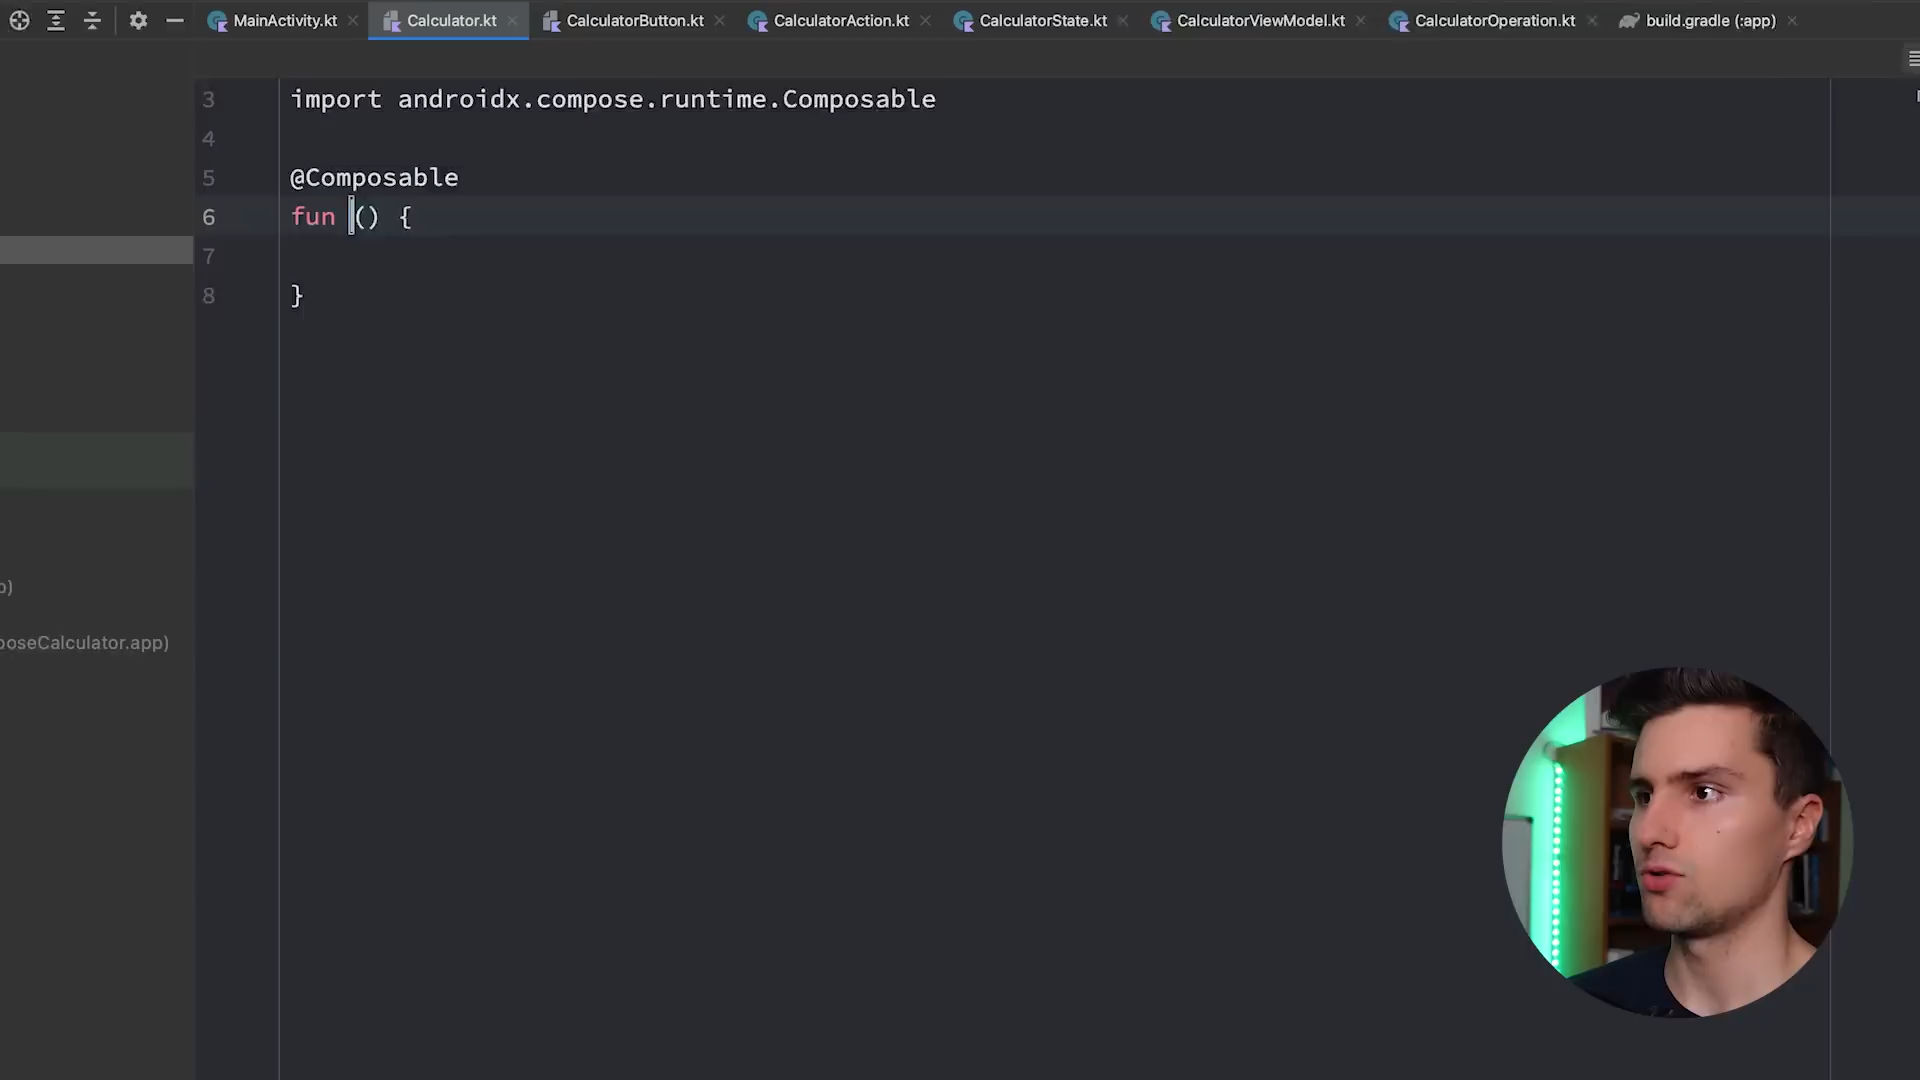 MainActivity.kt Calculator.kt CalculatorButton.kt CalculatorAction.kt CalculatorState.kt CalculatorViewModel.kt CalculatorOperation.kt build.gradle (:app)
3 import androidx.compose.runtime.Composable
4
5 @Composable
6 fun () {
7
8 }
p)
poseCalculator.app)